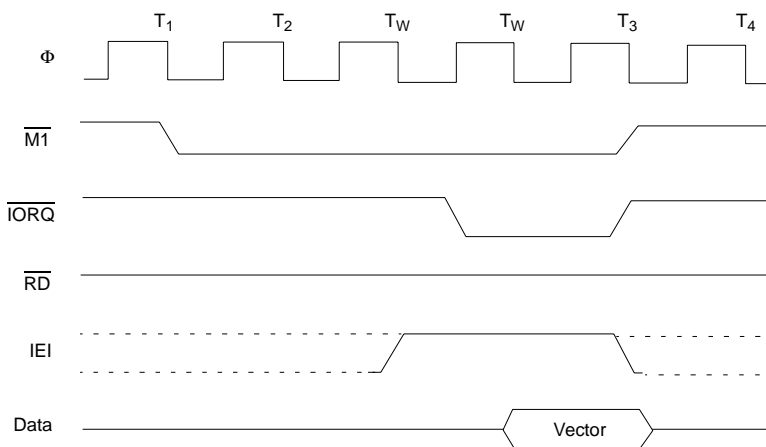 T1 T2 TW TW T3 T4
Φ
M1
IORQ
RD
IEI
Data Vector